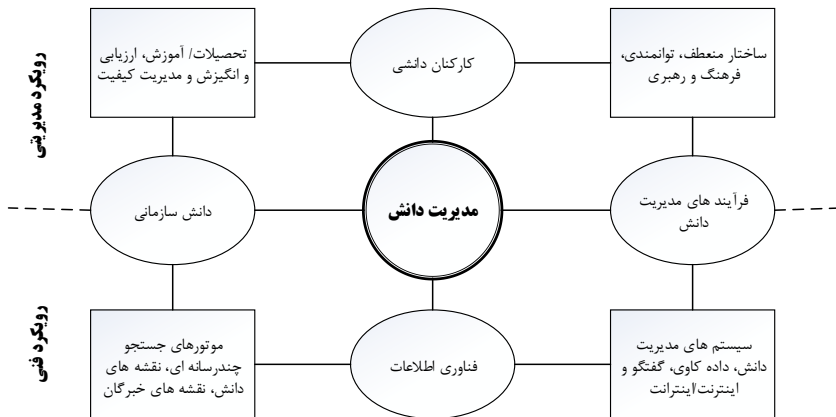 رویکرد مدیریتی
ساختار منعطف، توانمندی،
فرهنگ و رهبری
کارکنان دانشی
تحصیلات/ آموزش، ارزیابی
و انگیزش و مدیریت کیفیت
فرآیند های مدیریت
دانش
مدیریت دانش
دانش سازمانی
رویکرد فنی
سیستم های مدیریت
دانش، داده کاوی، گفتگو و
اینترنت/اینترانت
فناوری اطلاعات
موتورهای جستجو
چندرسانه ای، نقشه های
دانش، نقشه های خبرگان